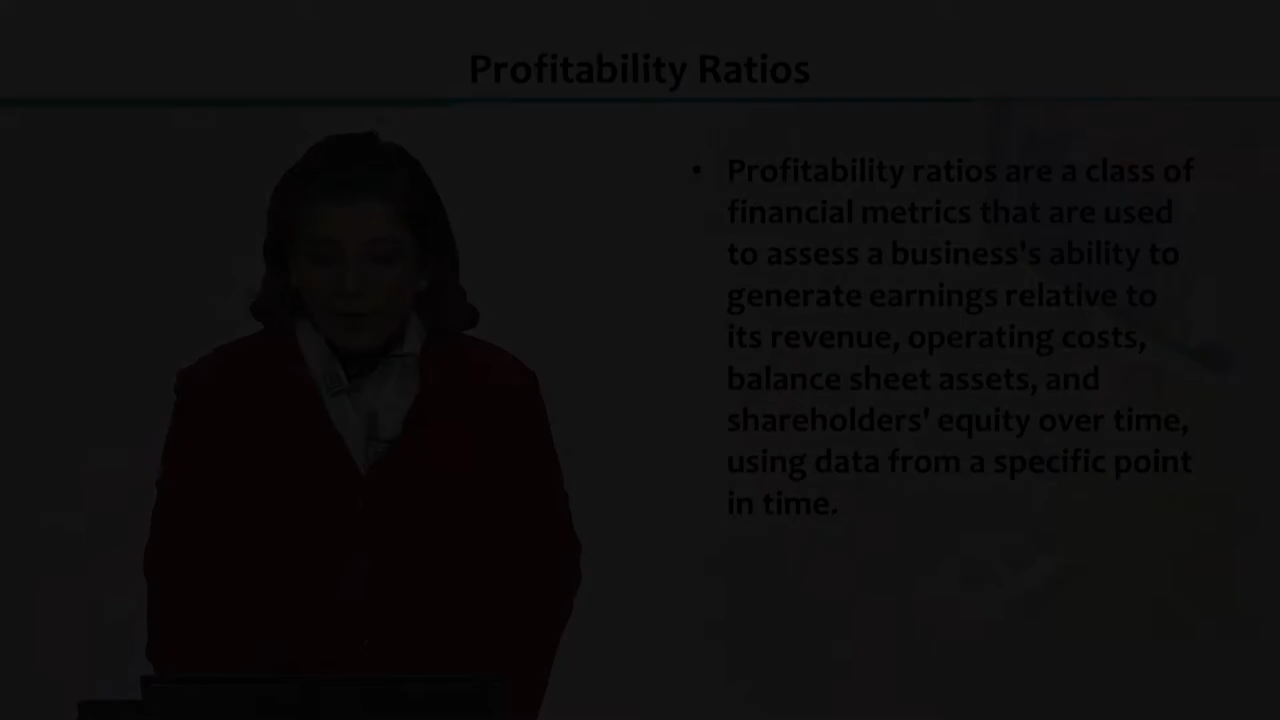 Profitability Ratios
• Profitability ratios are a class of
financial metrics that are used
to assess a business's ability to
generate earnings relative to
its revenue, operating costs,
balance sheet assets, and
shareholders' equity over time,
using data from a specific point
in time.